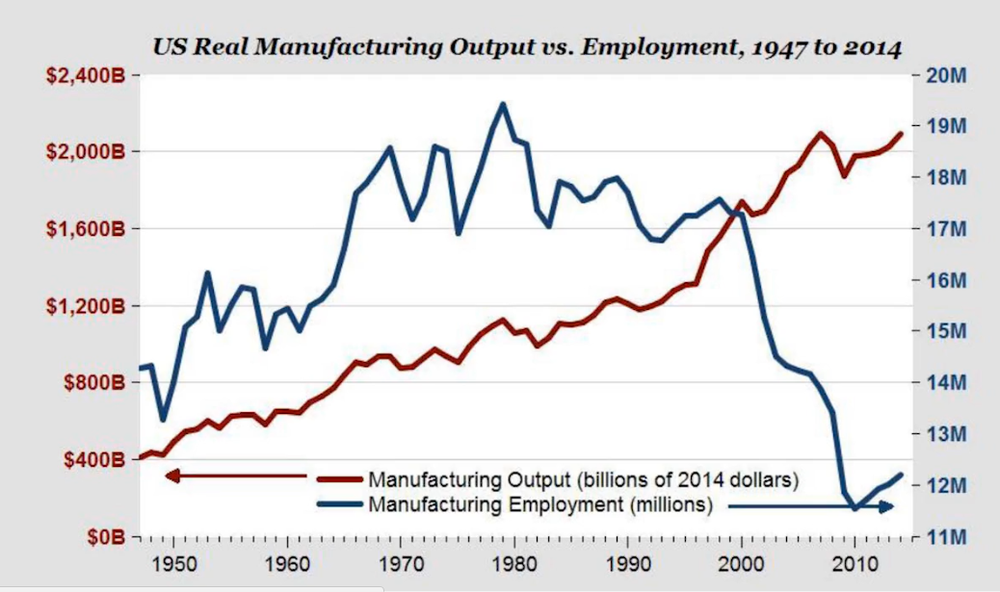 US Real Manufacturing Output vs. Employment, 1947 to 2014
$2,400B
$2,000B
$1,600B
$1,200B
$800B
$400B
$0B
20M
19M
18M
17M
16M
15M
14M
13M
12M
11M
Manufacturing Output (billions of 2014 dollars)
Manufacturing Employment (millions)
1950 1960 1970 1980 1990 2000 2010